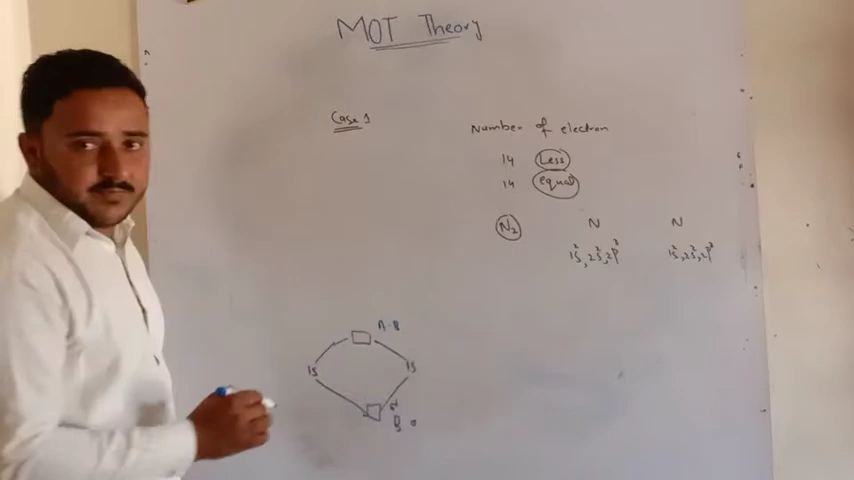 MOT Theory
Case 1
Number of electron
14 Less
14 equal
N₂ N N
1s²,2s²,2p³ 1s²,2s²,2p³
A-B
1s 1s
B o